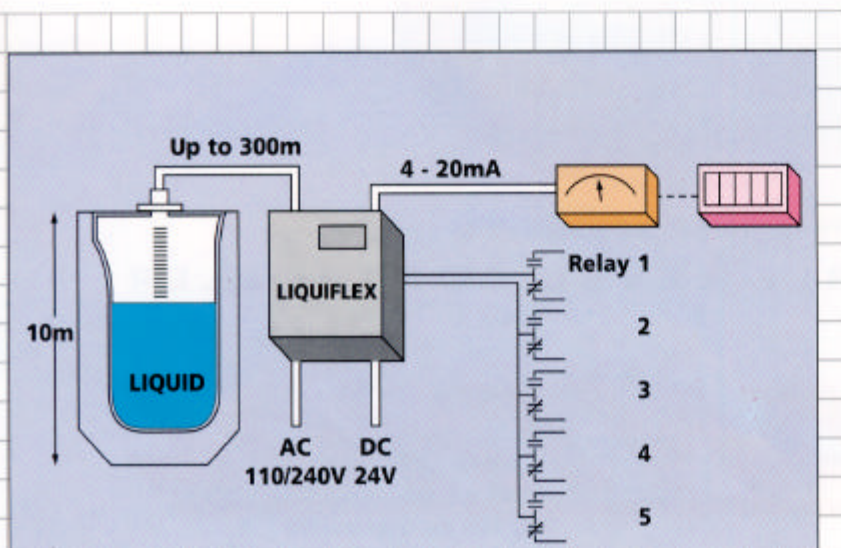 Up to 300m
4 - 20mA
Relay 1
LIQUIFLEX
2
10m
3
LIQUID
AC DC
4
110/240V 24V
5